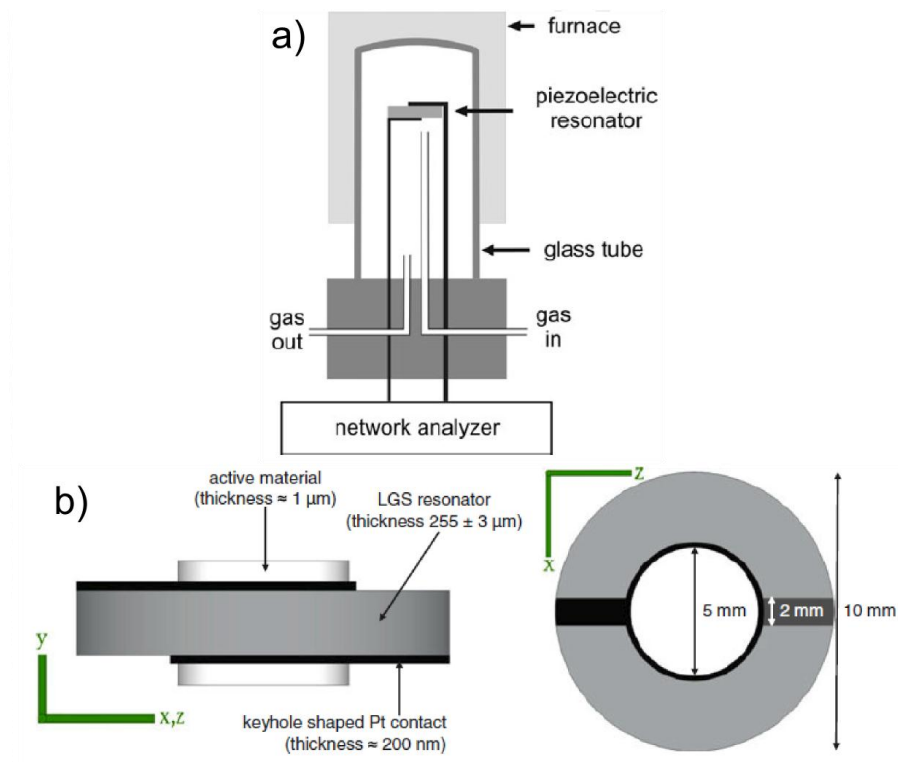 a)
furnace
piezoelectric
resonator
glass tube
gas
out
gas
in
network analyzer
b)
active material
(thickness ≈ 1 μm)
LGS resonator
(thickness 255 ± 3 μm)
y
x,z
keyhole shaped Pt contact
(thickness ≈ 200 nm)
z
x
5 mm
2 mm
10 mm